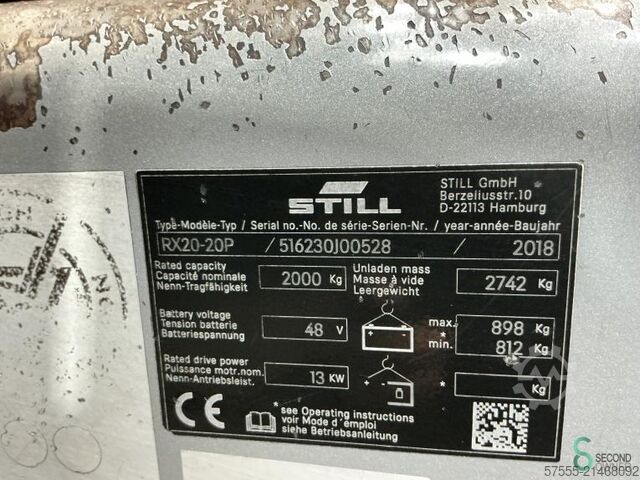 STILL
STILL GmbH
Berzeliusstr.10
D-22113 Hamburg
Type-Modèle-Typ / Serial no.-No. de série-Serien-Nr. / year-année-Baujahr
RX20-20P / 516230J00528 / 2018
Rated capacity
Capacité nominale
Nenn-Tragfähigkeit
2000 Kg
Unladen mass
Masse à vide
Leergewicht
2742 Kg
Battery voltage
Tension batterie
Batteriespannung
48 V
max. 898 Kg
* min. 812 Kg
Rated drive power
Puissance mot.nom.
Nenn-Antriebsleist.
13 KW
* Kg
CE
*see Operating instructions
voir Mode d'emploi
siehe Betriebsanleitung
SECOND
57555-21468092